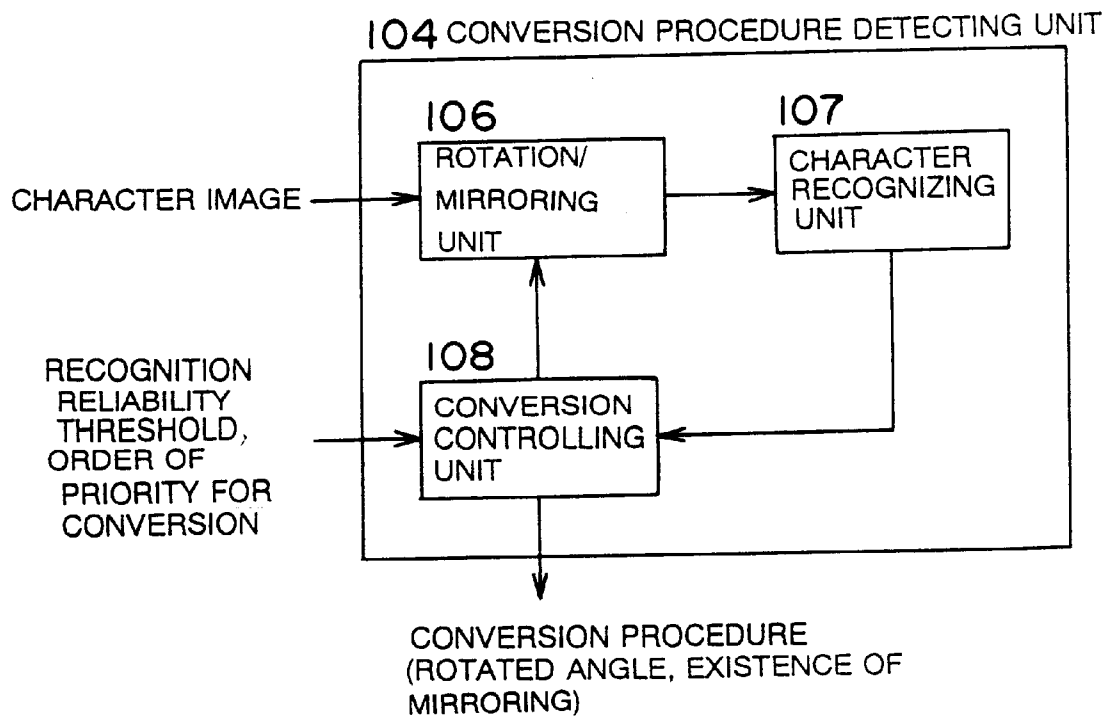 104 CONVERSION PROCEDURE DETECTING UNIT
106
ROTATION/
MIRRORING
UNIT
107
CHARACTER
RECOGNIZING
UNIT
CHARACTER IMAGE
108
CONVERSION
CONTROLLING
UNIT
RECOGNITION
RELIABILITY
THRESHOLD,
ORDER OF
PRIORITY FOR
CONVERSION
CONVERSION PROCEDURE
(ROTATED ANGLE, EXISTENCE OF
MIRRORING)